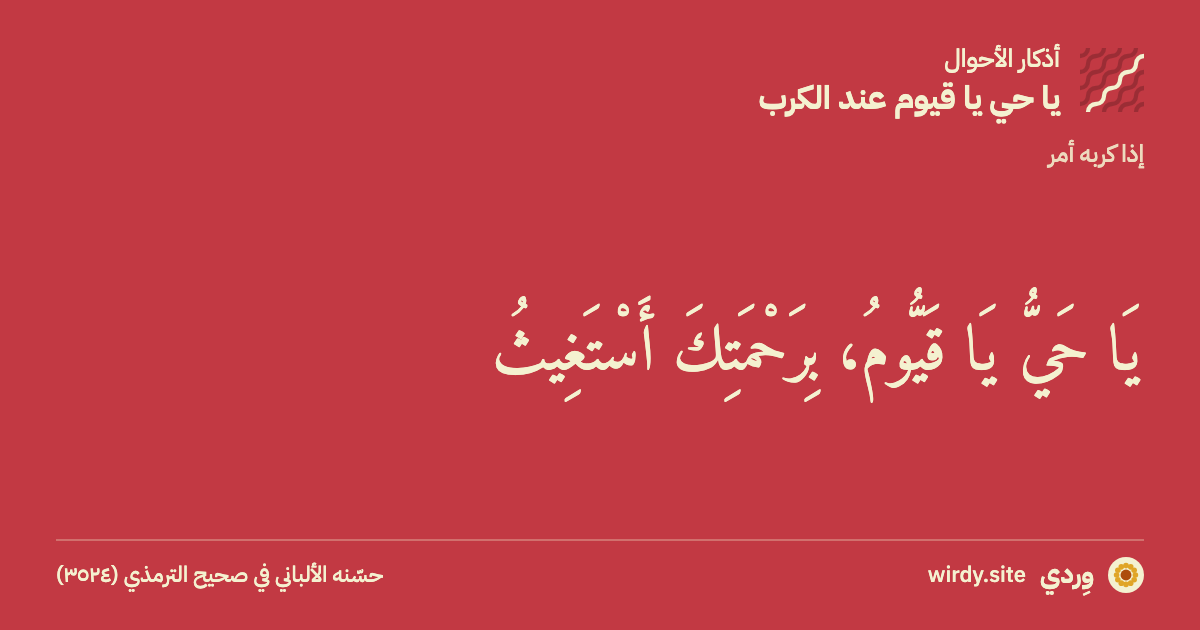 أذكار الأحوال
يا حي يا قيوم عند الكرب
إذا كربه أمر
يَا حَيُّ يَا قَيُّومُ، بِرَحْمَتِكَ أَسْتَغِيثُ
وِردي wirdy.site
حسّنه الألباني في صحيح الترمذي (٣٥٢٤)